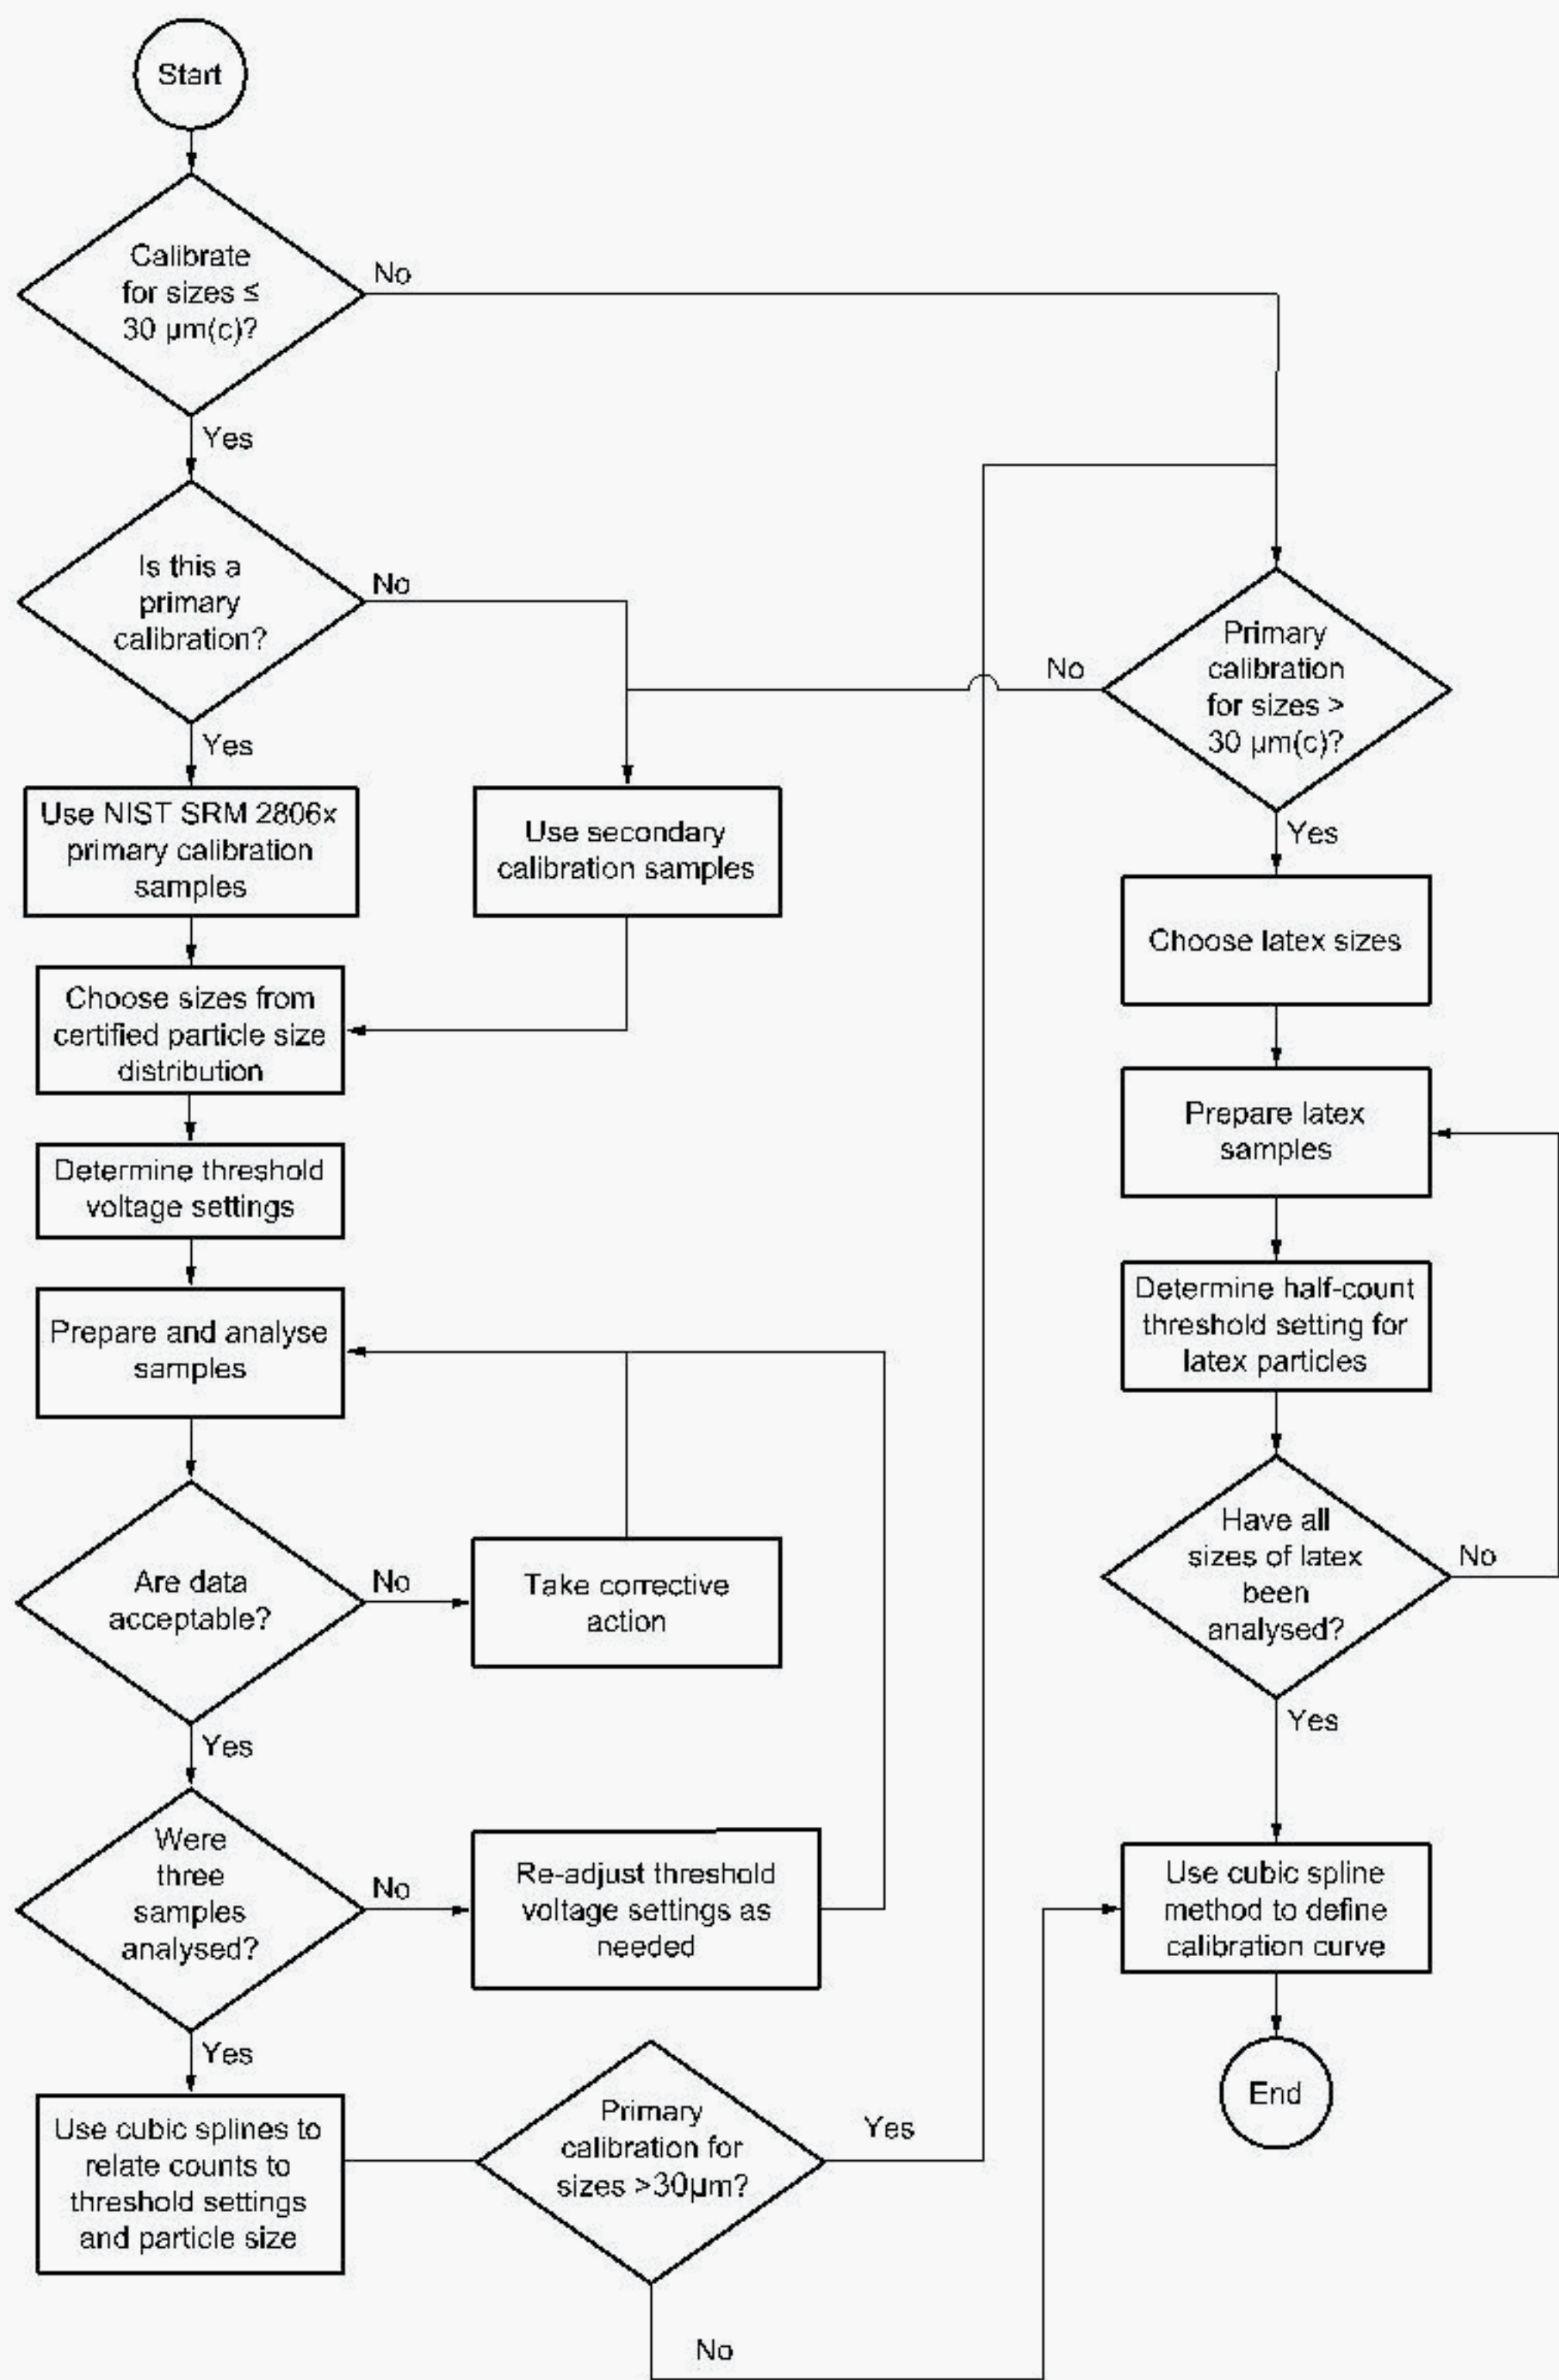 Start
Calibrate
for sizes ≤
30 µm(c)?
No
Yes
Is this a
primary
calibration?
No
Yes
Use NIST SRM 2806x
primary calibration
samples
Use secondary
calibration samples
Choose sizes from
certified particle size
distribution
Determine threshold
voltage settings
Prepare and analyse
samples
Are data
acceptable?
No
Take corrective
action
Yes
Were
three
samples
analysed?
No
Re-adjust threshold
voltage settings as
needed
Yes
Use cubic splines to
relate counts to
threshold settings
and particle size
Primary
calibration for
sizes >30µm?
Yes
No
Primary
calibration
for sizes >
30 µm(c)?
No
Yes
Choose latex sizes
Prepare latex
samples
Determine half-count
threshold setting for
latex particles
Have all
sizes of latex
been
analysed?
No
Yes
Use cubic spline
method to define
calibration curve
End